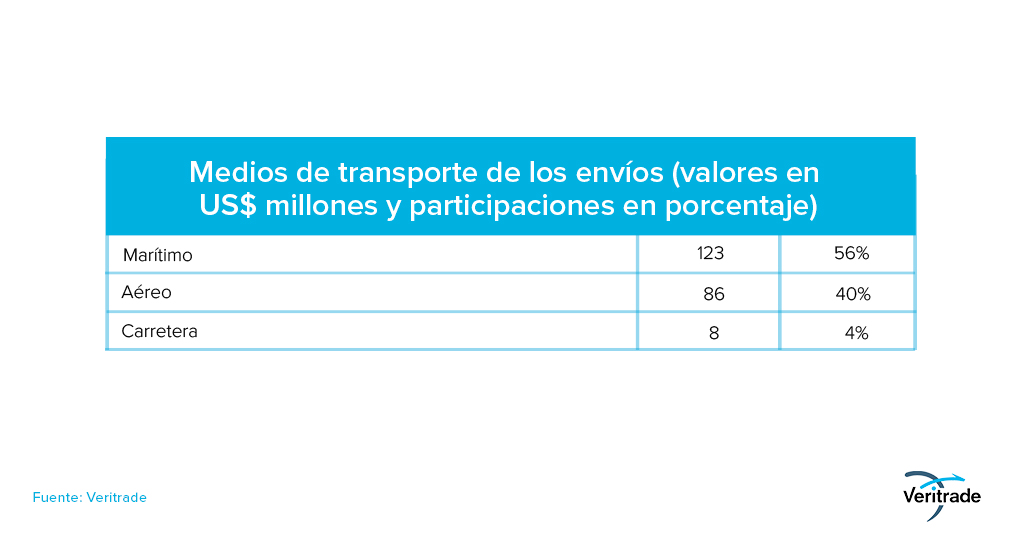 Medios de transporte de los envíos (valores en
US$ millones y participaciones en porcentaje)
Marítimo 123 56%
Aéreo 86 40%
Carretera 8 4%
Fuente: Veritrade
Veritrade